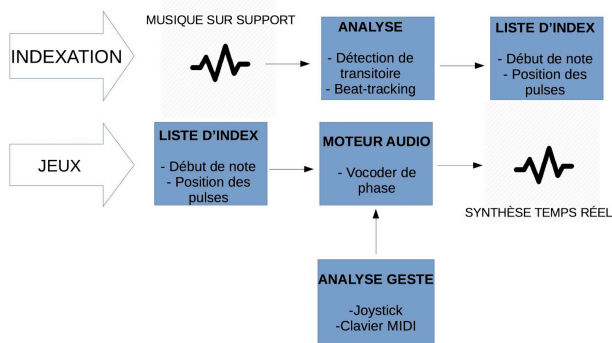 INDEXATION
MUSIQUE SUR SUPPORT
ANALYSE
- Détection de
transitoire
- Beat-tracking
LISTE D'INDEX
- Début de note
- Position des
pulses
JEUX
LISTE D'INDEX
- Début de note
- Position des
pulses
MOTEUR AUDIO
- Vocoder de
phase
SYNTHÈSE TEMPS RÉEL
ANALYSE GESTE
-Joystick
-Clavier MIDI